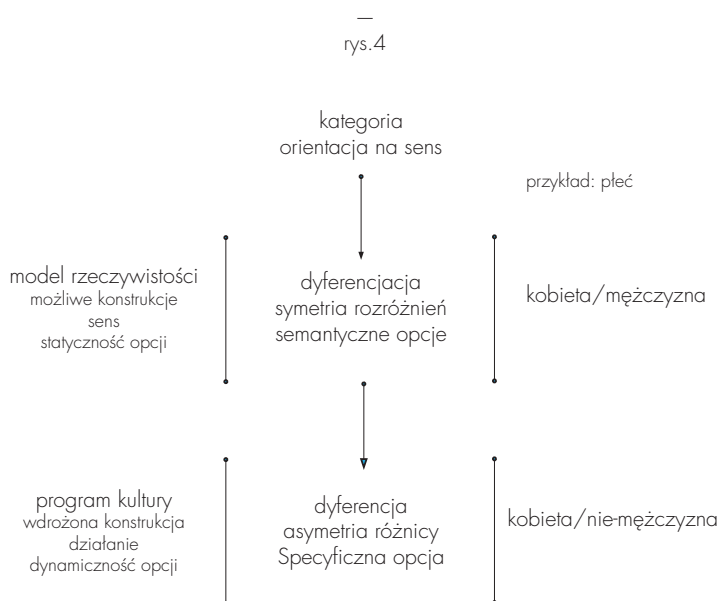 —
rys.4
kategoria
orientacja na sens
przykład: płeć
model rzeczywistości
możliwe konstrukcje
sens
statyczność opcji
dyferencjacja
symetria rozróżnień
semantyczne opcje
kobieta/mężczyzna
program kultury
wdrożona konstrukcja
działanie
dynamiczność opcji
dyferencja
asymetria różnicy
Specyficzna opcja
kobieta/nie-mężczyzna